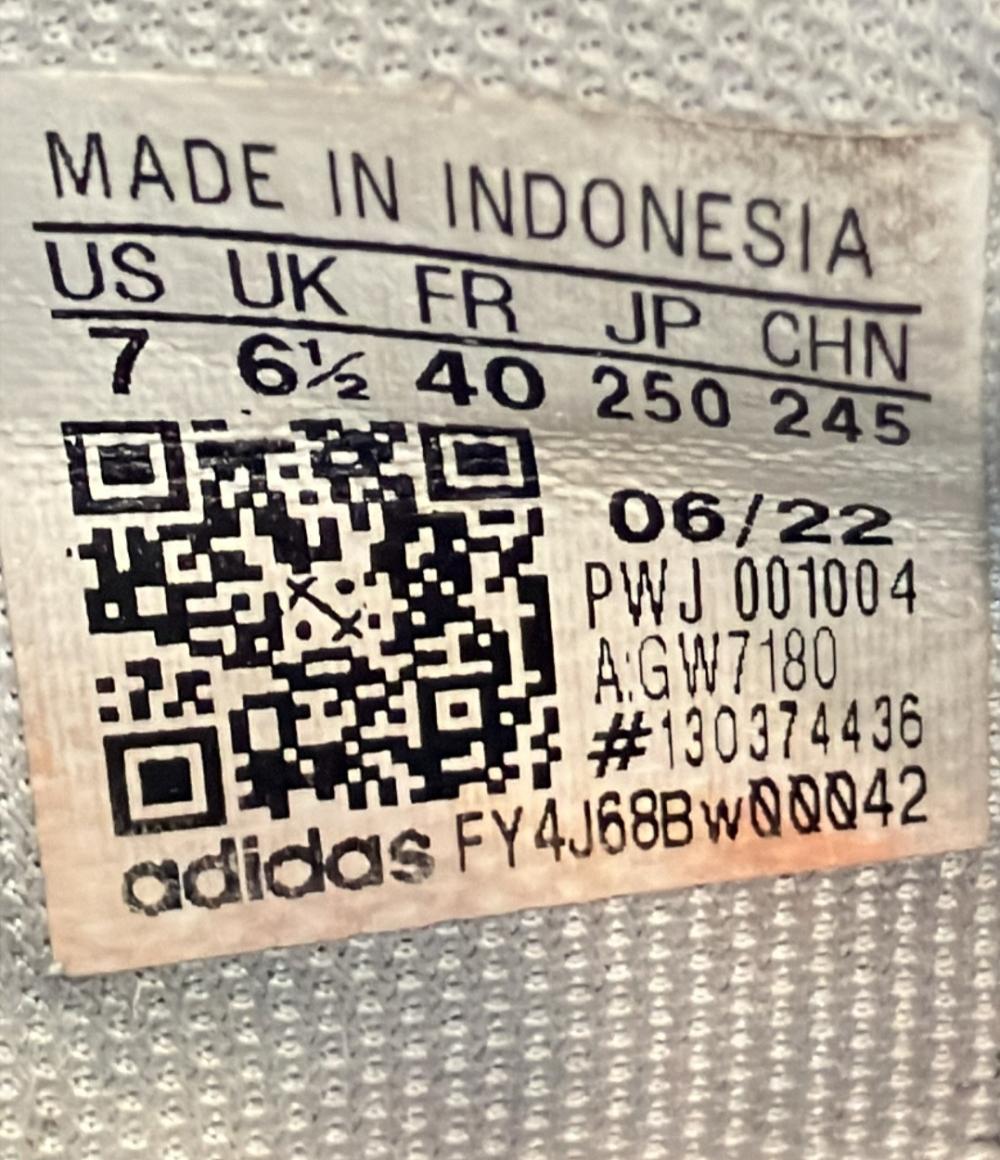 MADE IN INDONESIA
US UK FR JP CHN
7 6½ 40 250 245
06/22
PWJ 001004
A:GW7180
#130374436
adidas FY4J68Bw00042